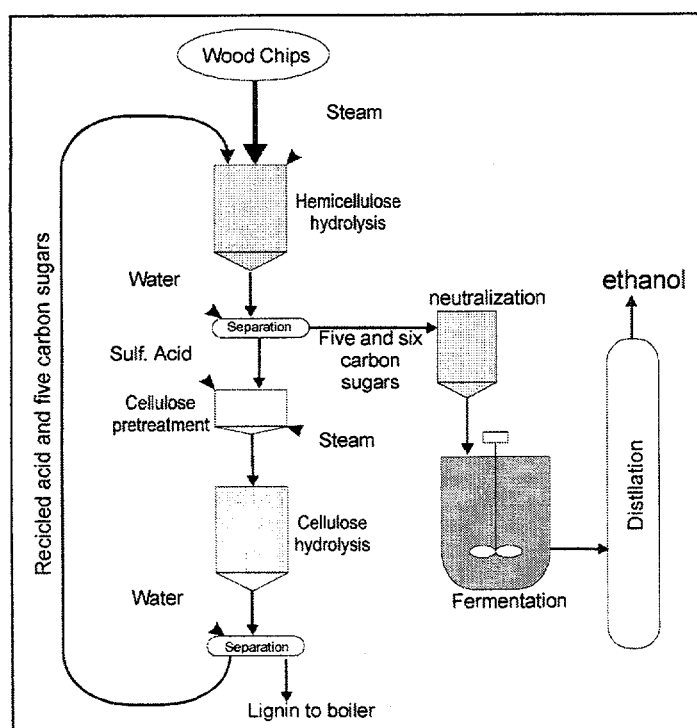 Wood Chips
Steam
Hemicellulose
hydrolysis
Water
Separation
Five and six
carbon
sugars
neutralization
ethanol
Sulf. Acid
Cellulose
pretreatment
Steam
Cellulose
hydrolysis
Water
Separation
Lignin to boiler
Fermentation
Distilation
Recicled acid and five carbon sugars